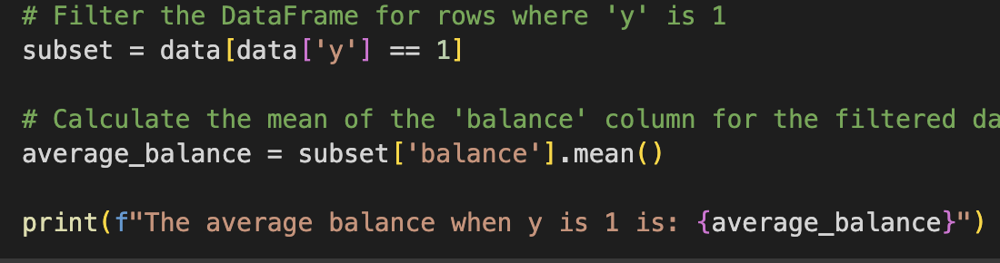 # Filter the DataFrame for rows where 'y' is 1
subset = data[data['y'] == 1]
# Calculate the mean of the 'balance' column for the filtered da
average_balance = subset['balance'].mean()
print(f"The average balance when y is 1 is: {average_balance}")